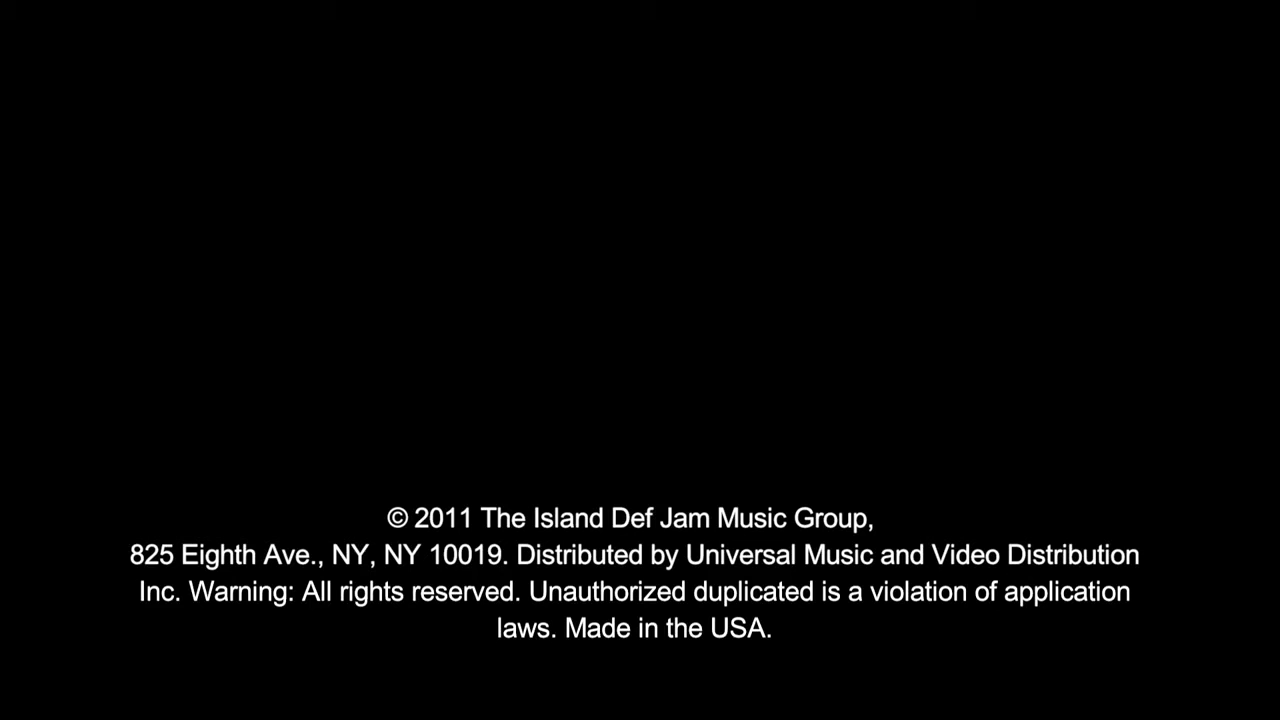 © 2011 The Island Def Jam Music Group,
825 Eighth Ave., NY, NY 10019. Distributed by Universal Music and Video Distribution
Inc. Warning: All rights reserved. Unauthorized duplicated is a violation of application
laws. Made in the USA.